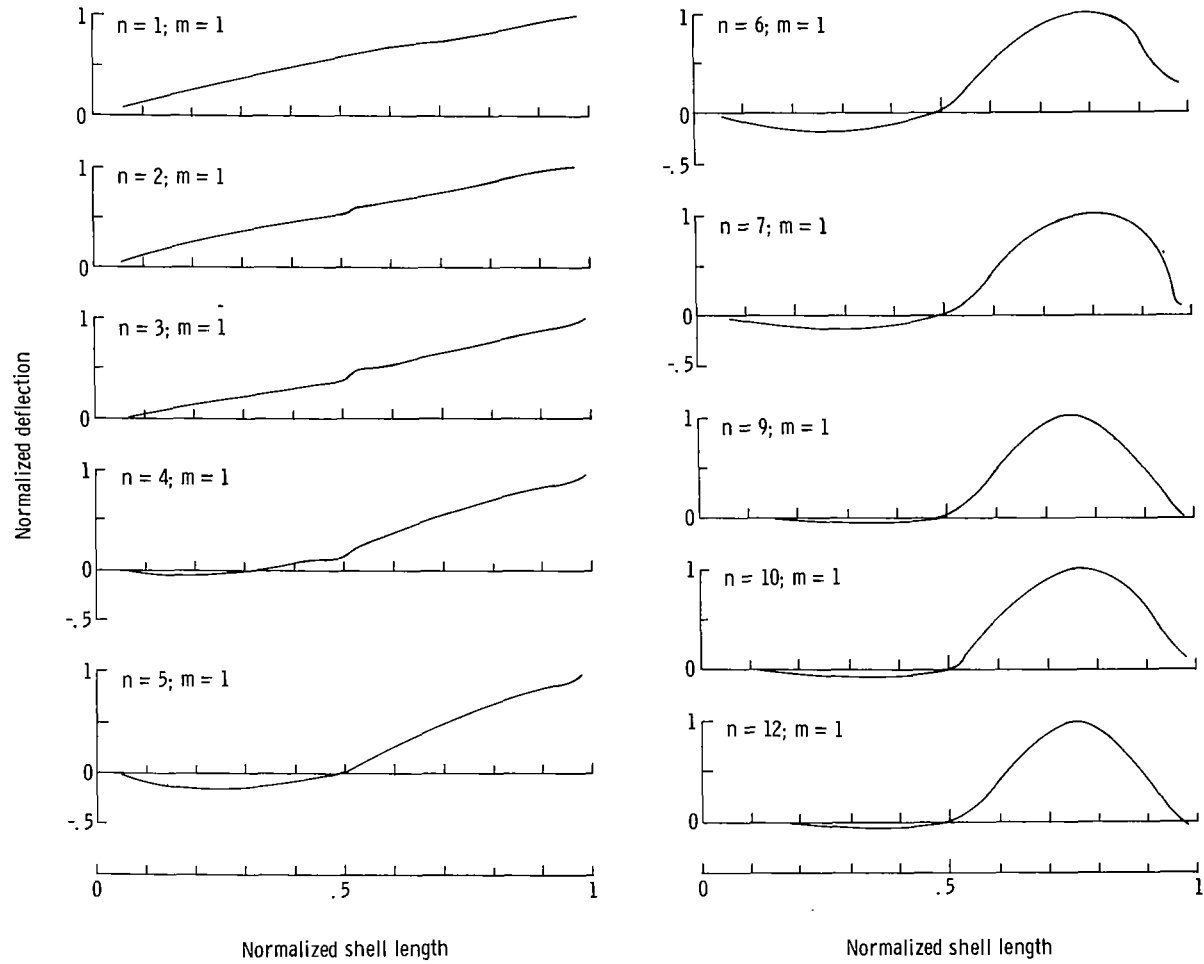 1
n = 1; m = 1
0
1
n = 2; m = 1
0
1
n = 3; m = 1
0
1
n = 4; m = 1
0
-.5
1
n = 5; m = 1
0
-.5
0
.5
1
Normalized shell length
Normalized deflection
1
n = 6; m = 1
0
-.5
1
n = 7; m = 1
0
-.5
1
n = 9; m = 1
0
1
n = 10; m = 1
0
1
n = 12; m = 1
0
0
.5
1
Normalized shell length